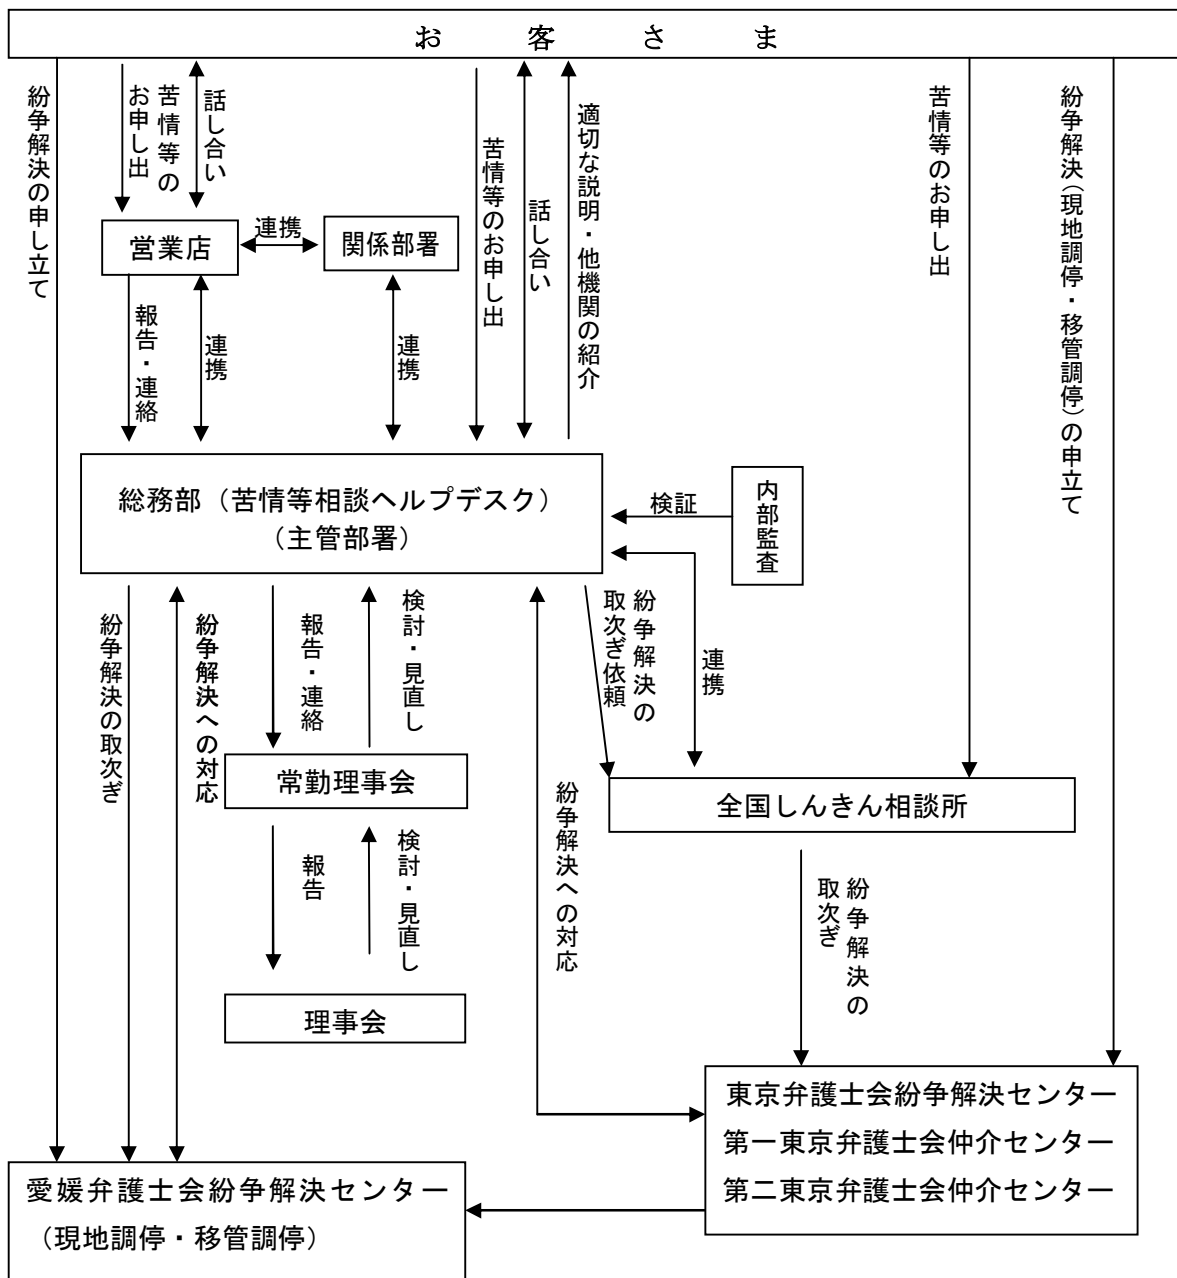 お客さま
紛争解決の申し立て
苦情等の
お申し出
話し合い
苦情等のお申し出
話し合い
適切な説明・他機関の紹介
苦情等のお申し出
紛争解決(現地調停・移管調停)の申立て
営業店
連携
関係部署
報告・連絡
連携
連携
総務部（苦情等相談ヘルプデスク）
（主管部署）
検証
内部監査
紛争解決の取次ぎ
紛争解決への対応
報告・連絡
検討・見直し
紛争解決の
取次ぎ依頼
連携
常勤理事会
全国しんきん相談所
報告
検討・見直し
紛争解決への対応
紛争解決の
取次ぎ
理事会
東京弁護士会紛争解決センター
第一東京弁護士会仲介センター
第二東京弁護士会仲介センター
愛媛弁護士会紛争解決センター
（現地調停・移管調停）